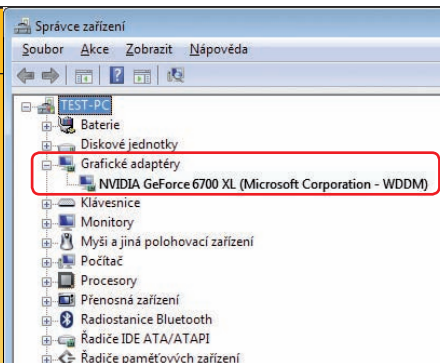 Správce zařízení
Soubor Akce Zobrazit Nápověda
TEST-PC
Baterie
Diskové jednotky
Grafické adaptéry
NVIDIA GeForce 6700 XL (Microsoft Corporation - WDDM)
Klávesnice
Monitory
Myši a jiná polohovací zařízení
Počítač
Procesory
Přenosná zařízení
Radiostanice Bluetooth
Řadiče IDE ATA/ATAPI
Řadiče paměťových zařízení